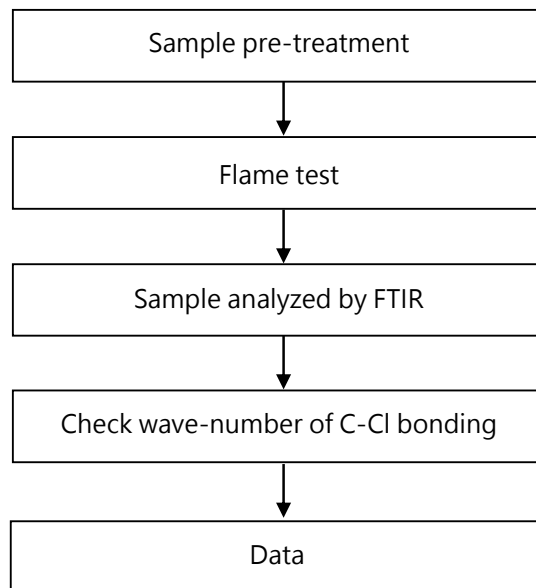 Sample pre-treatment
Flame test
Sample analyzed by FTIR
Check wave-number of C-Cl bonding
Data